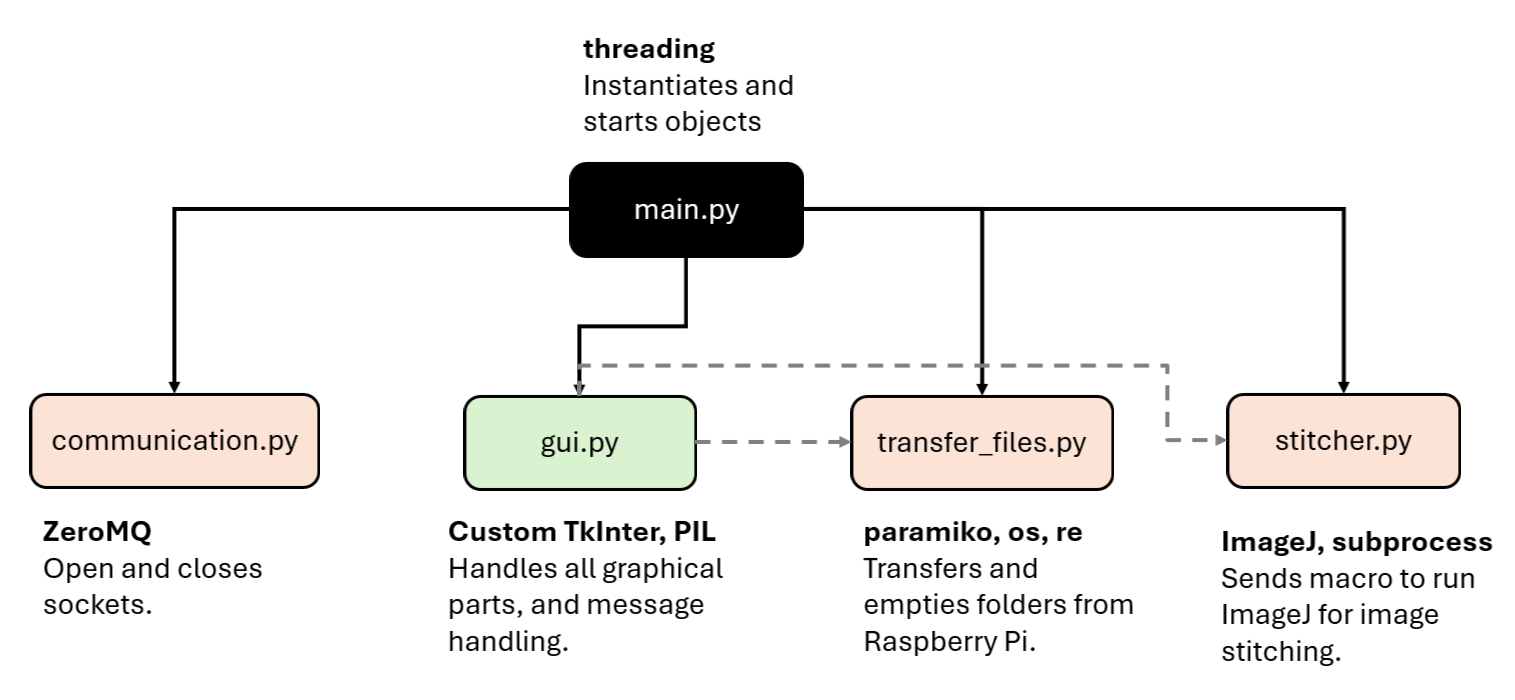 threading
Instantiates and
starts objects
main.py
communication.py
gui.py
transfer_files.py
stitcher.py
ZeroMQ
Open and closes
sockets.
Custom TkInter, PIL
Handles all graphical
parts, and message
handling.
paramiko, os, re
Transfers and
empties folders from
Raspberry Pi.
ImageJ, subprocess
Sends macro to run
ImageJ for image
stitching.